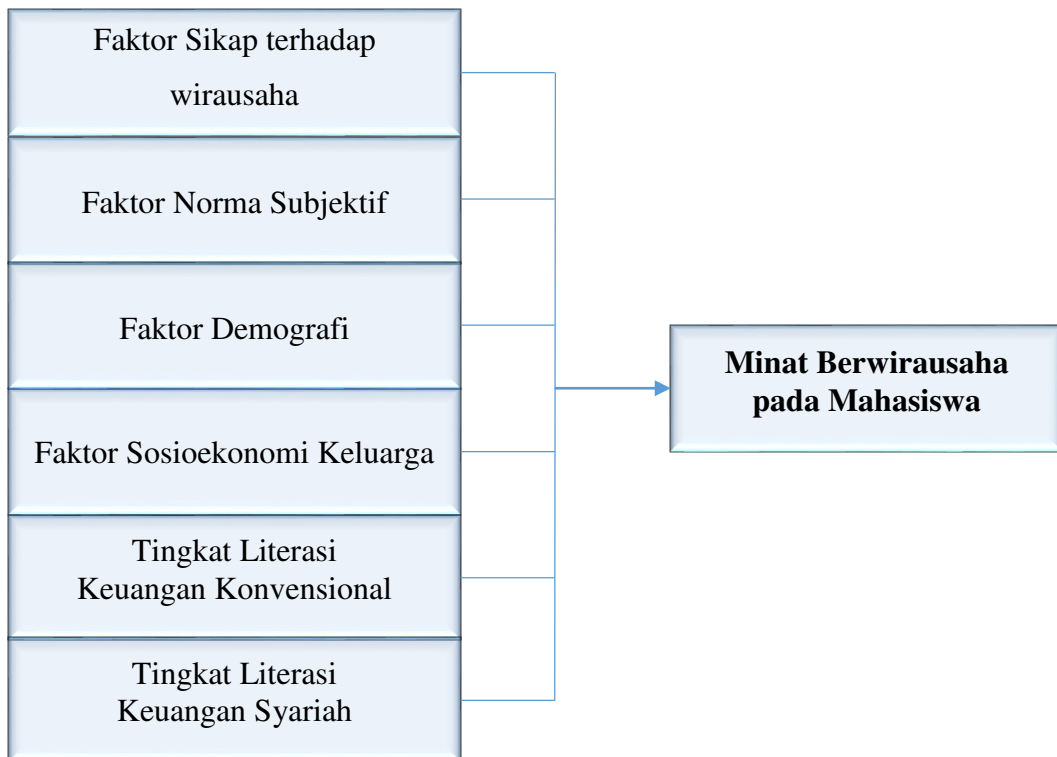 Faktor Sikap terhadap
wirausaha
Faktor Norma Subjektif
Faktor Demografi
Faktor Sosioekonomi Keluarga
Tingkat Literasi
Keuangan Konvensional
Tingkat Literasi
Keuangan Syariah
Minat Berwirausaha
pada Mahasiswa